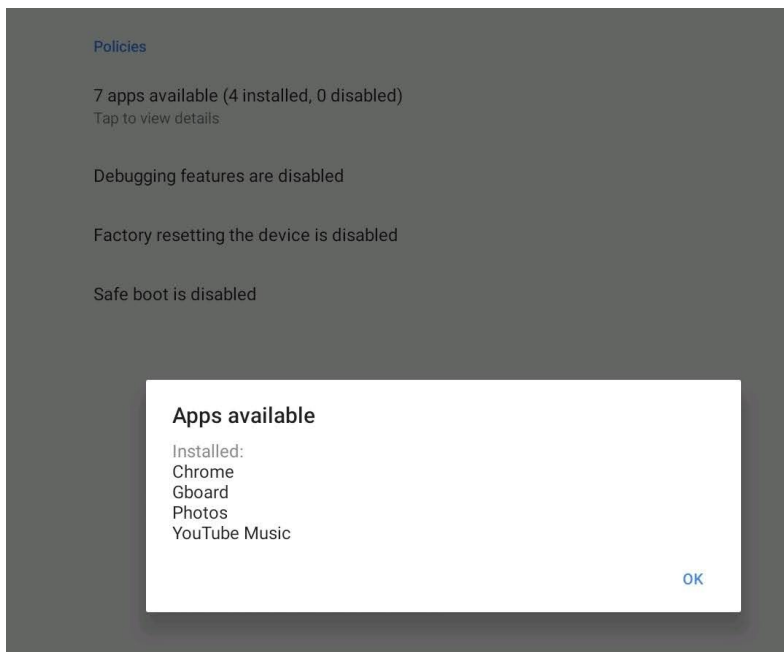 Policies
7 apps available (4 installed, 0 disabled)
Tap to view details
Debugging features are disabled
Factory resetting the device is disabled
Safe boot is disabled
Apps available
Installed:
Chrome
Gboard
Photos
YouTube Music
OK